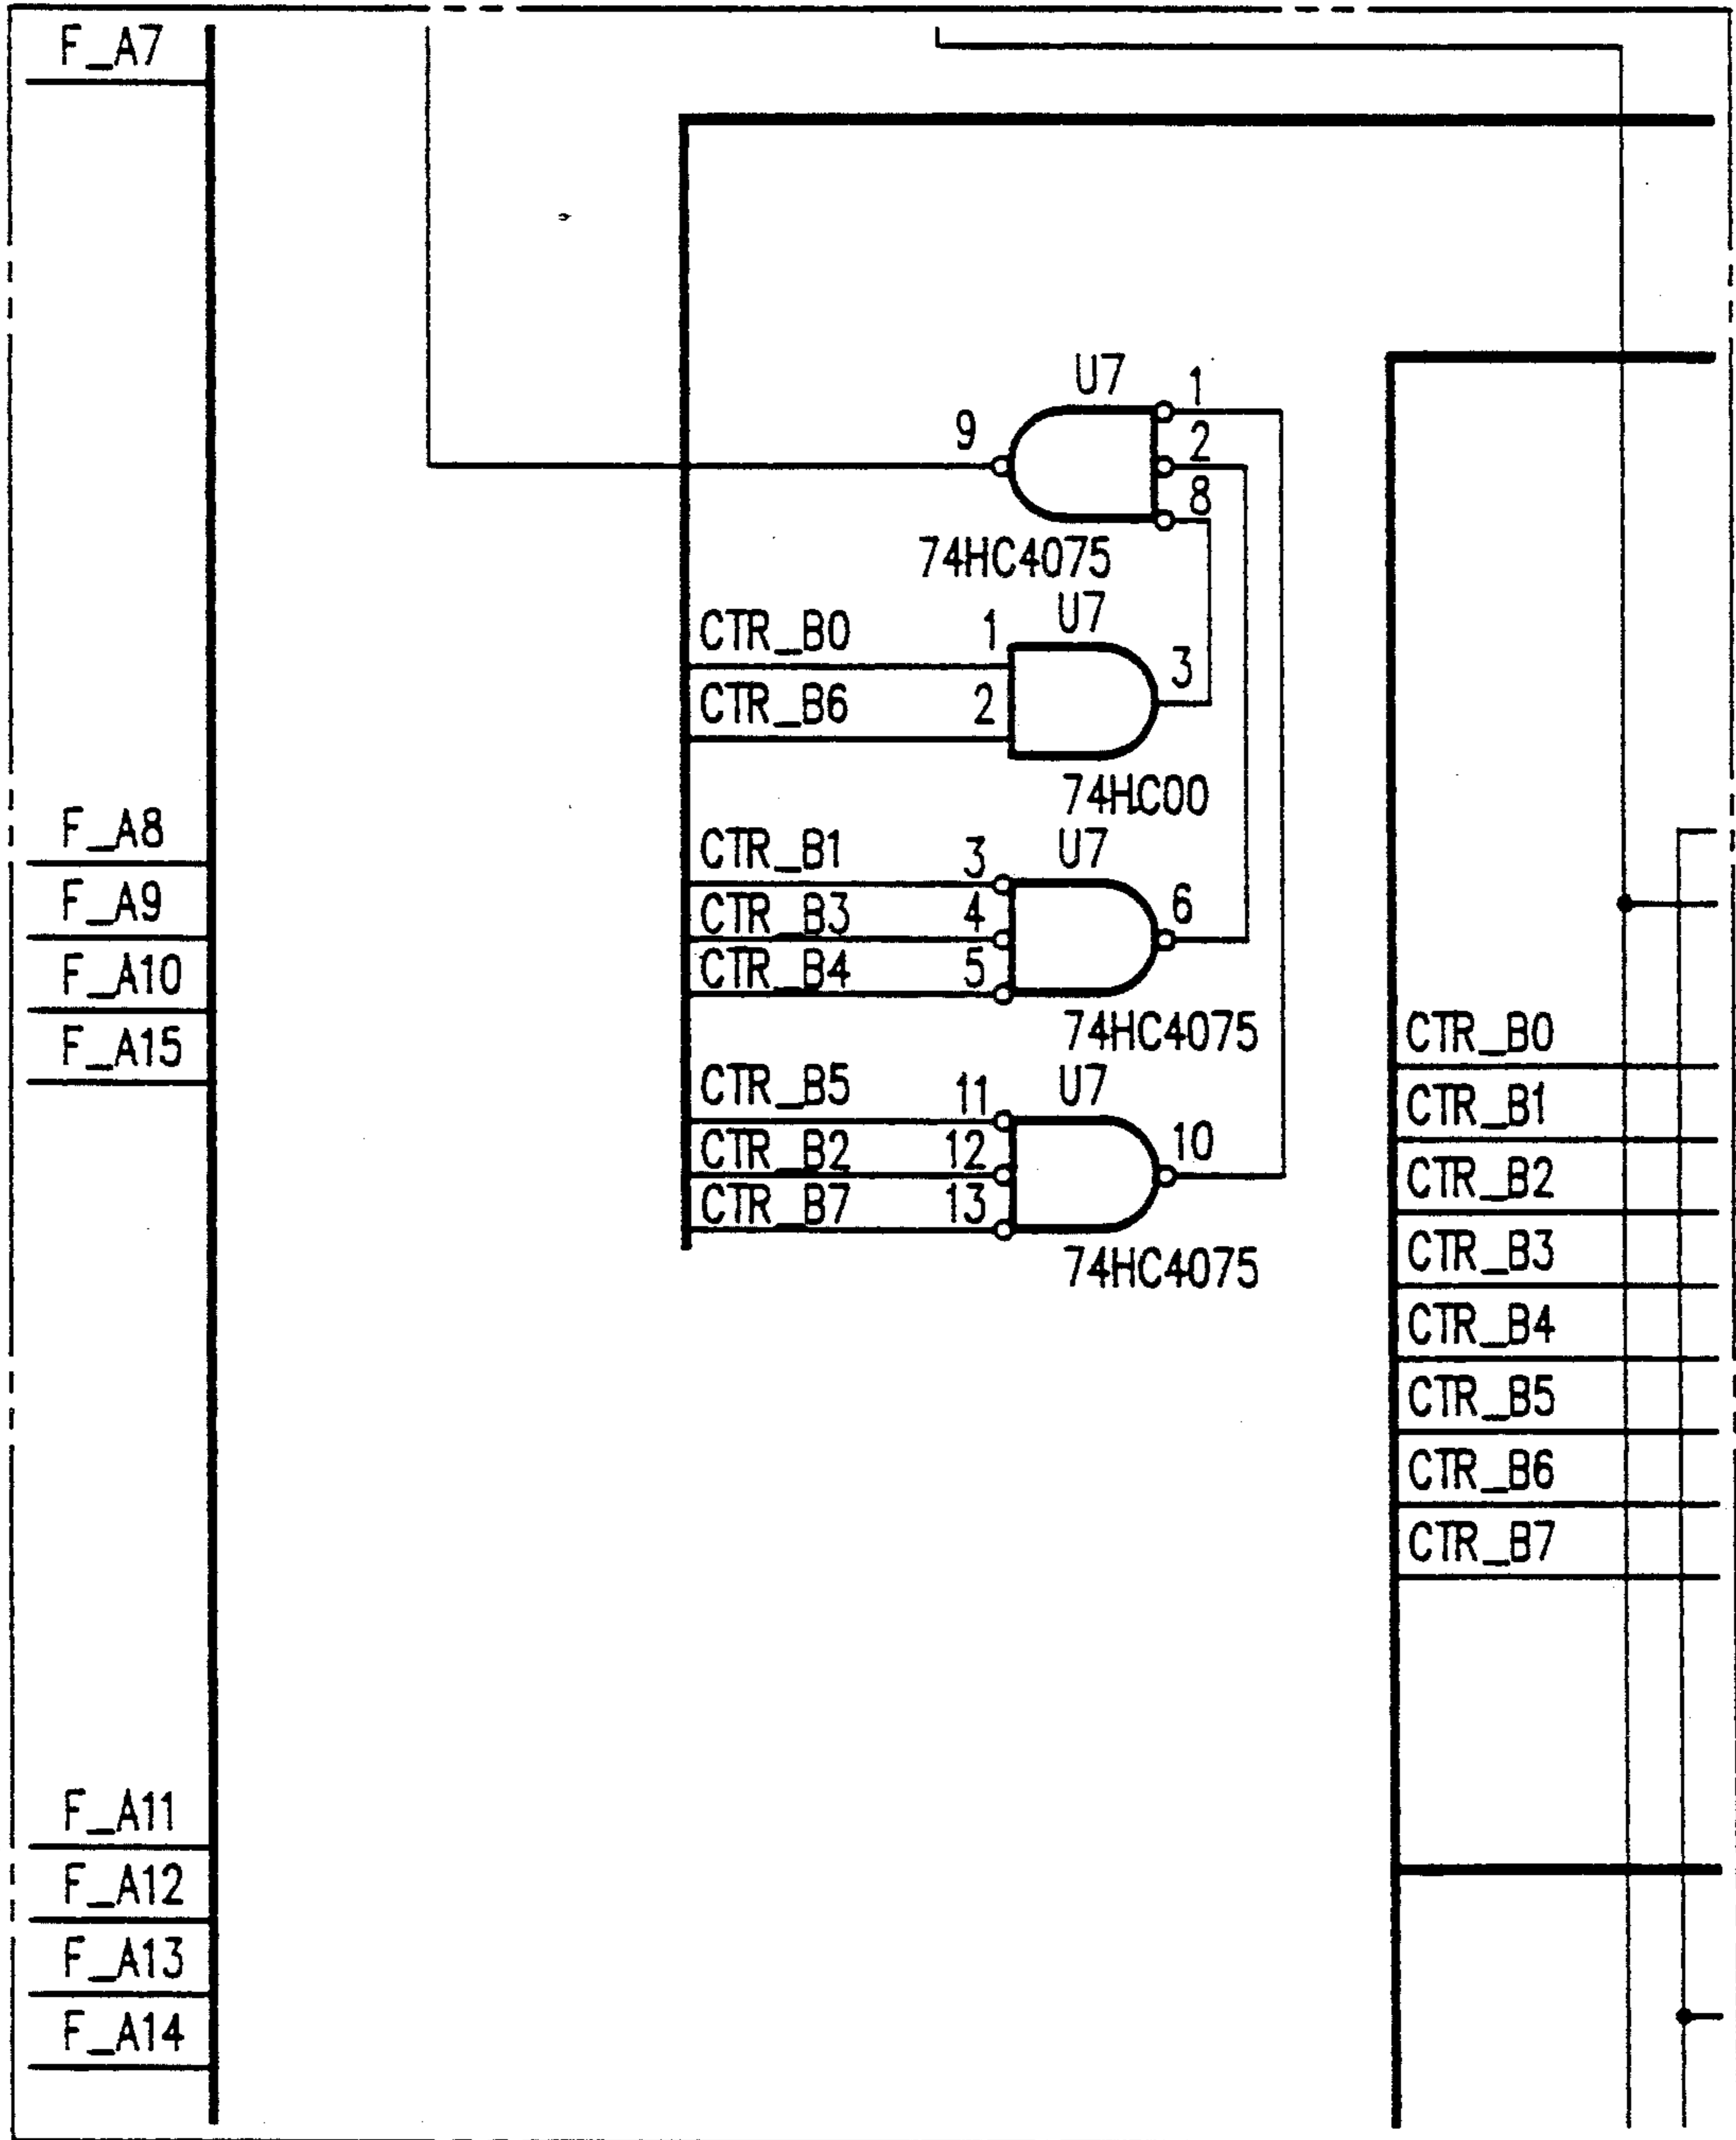 F_A7
U7
1
9
2
8
74HC4075
U7
CTR_B0
1
3
CTR_B6
2
74HC00
F_A8
U7
CTR_B1
3
F_A9
CTR_B3
4
6
F_A10
CTR_B4
5
74HC4075
F_A15
CTR_B0
U7
CTR_B5
11
CTR_B1
CTR_B2
12
10
CTR_B2
CTR_B7
13
CTR_B3
74HC4075
CTR_B4
CTR_B5
CTR_B6
CTR_B7
F_A11
F_A12
F_A13
F_A14